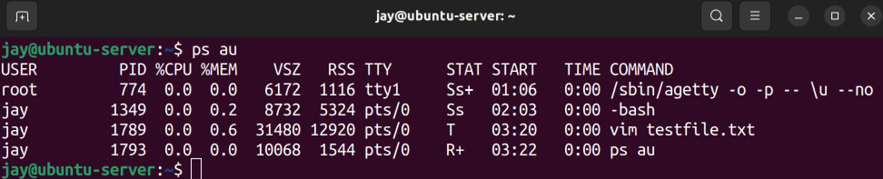 jay@ubuntu-server: ~
jay@ubuntu-server:~$ ps au
USER         PID %CPU %MEM    VSZ   RSS TTY      STAT START   TIME COMMAND
root         774  0.0  0.0   6172  1116 tty1     Ss+  01:06   0:00 /sbin/agetty -o -p -- \u --no
jay         1349  0.0  0.2   8732  5324 pts/0    Ss   02:03   0:00 -bash
jay         1789  0.0  0.6  31480 12920 pts/0    T    03:20   0:00 vim testfile.txt
jay         1793  0.0  0.0  10068  1544 pts/0    R+   03:22   0:00 ps au
jay@ubuntu-server:~$